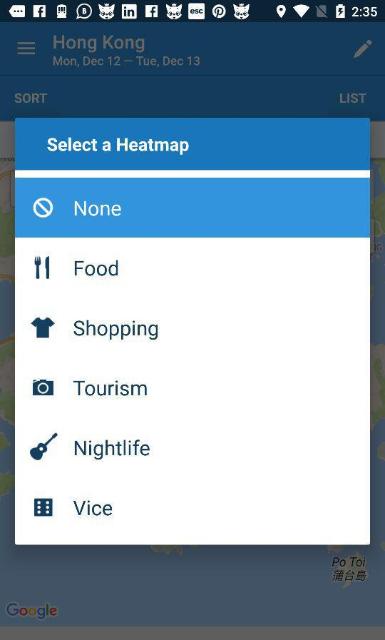 esc 2:35
Hong Kong
Mon, Dec 12 — Tue, Dec 13
SORT LIST
Select a Heatmap
None
Food
Shopping
Tourism
Nightlife
Vice
Po Toi
蒲台島
Google